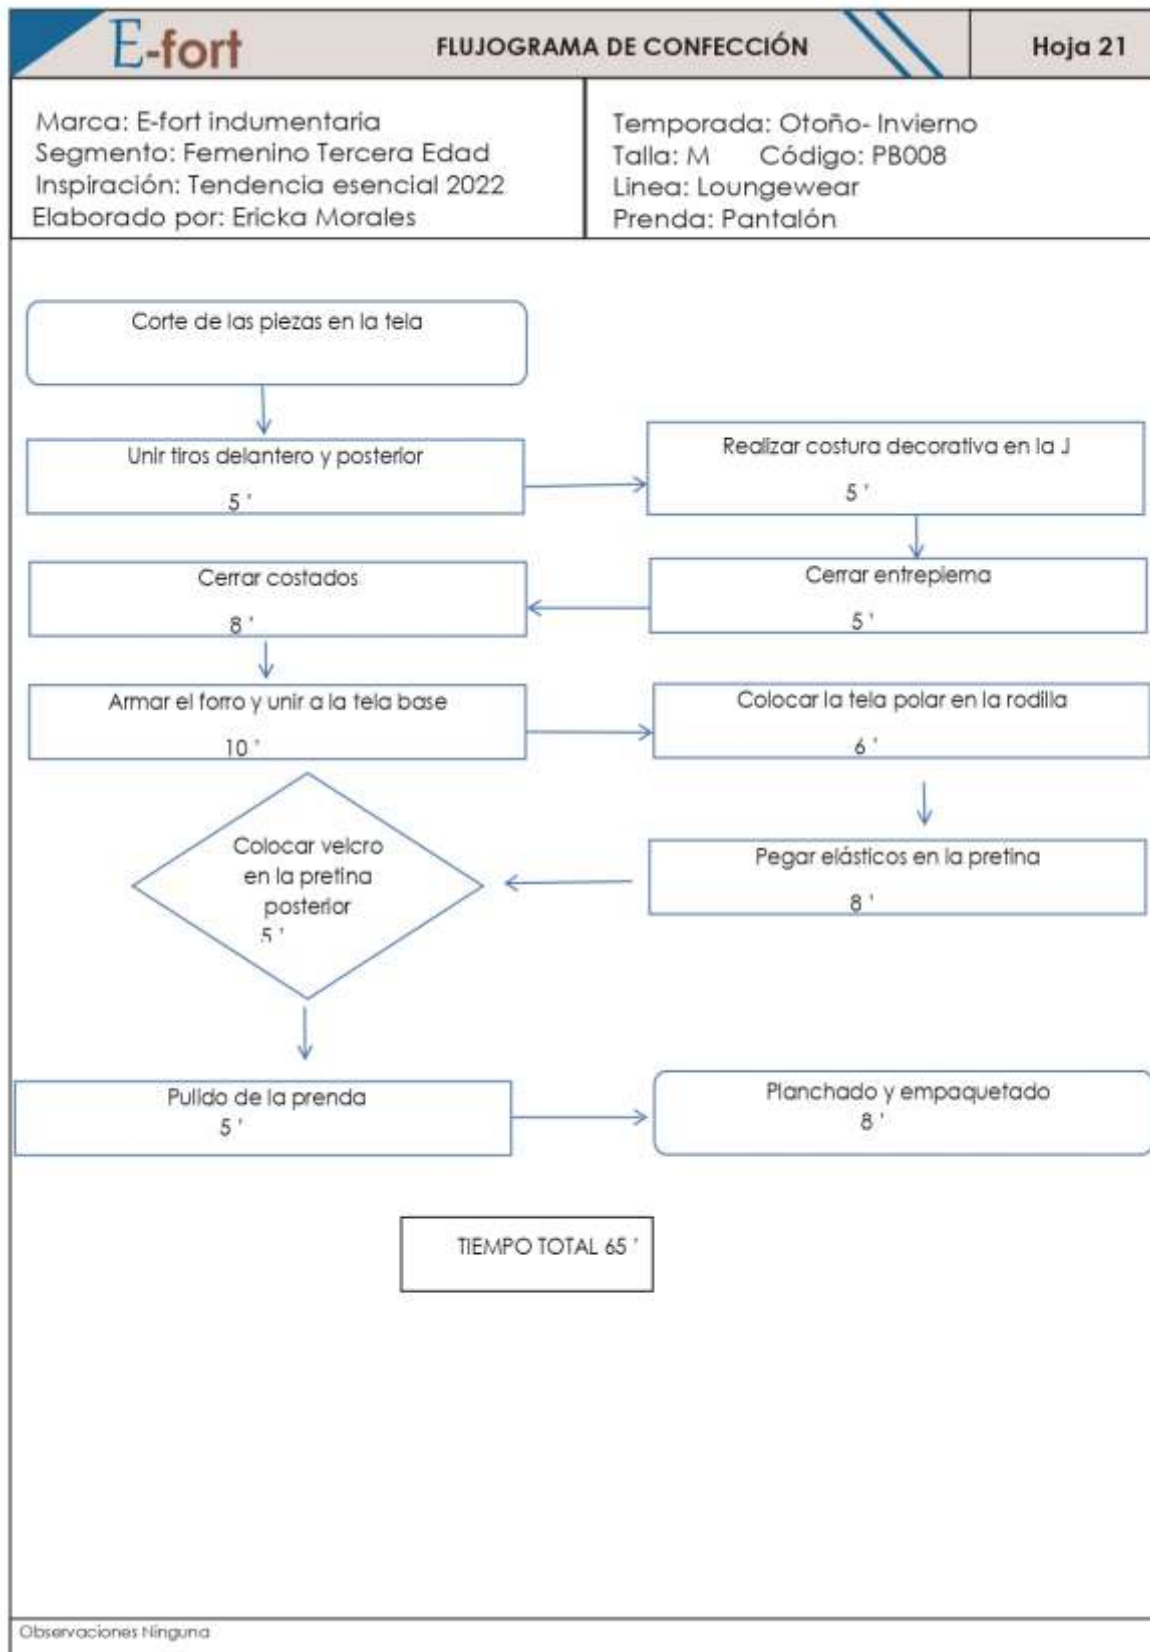 E-fort
FLUJOGRAMA DE CONFECCIÓN
Hoja 21
Marca: E-fort indumentaria
Segmento: Femenino Tercera Edad
Inspiración: Tendencia esencial 2022
Elaborado por: Ericka Morales
Temporada: Otoño- Invierno
Talla: M Código: PB008
Linea: Loungewear
Prenda: Pantalón
Corte de las piezas en la tela
Unir tiros delantero y posterior
5 '
Realizar costura decorativa en la J
5 '
Cerrar entrepierna
5 '
Cerrar costados
8 '
Armar el forro y unir a la tela base
10 '
Colocar la tela polar en la rodilla
6 '
Pegar elásticos en la pretina
8 '
Colocar velcro
en la pretina
posterior
5 '
Pulido de la prenda
5 '
Planchado y empaquetado
8 '
TIEMPO TOTAL 65 '
Observaciones Ninguna